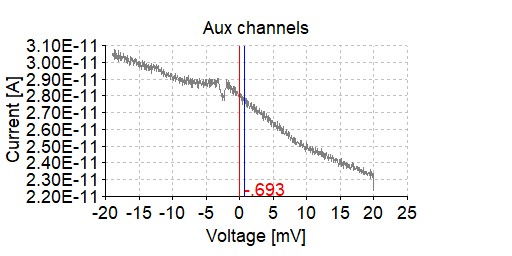 Aux channels
3.10E-11
3.00E-11
2.90E-11
2.80E-11
2.70E-11
2.60E-11
2.50E-11
2.40E-11
2.30E-11
2.20E-11
Current [A]
-.693
-20 -15 -10 -5 0 5 10 15 20 25
Voltage [mV]